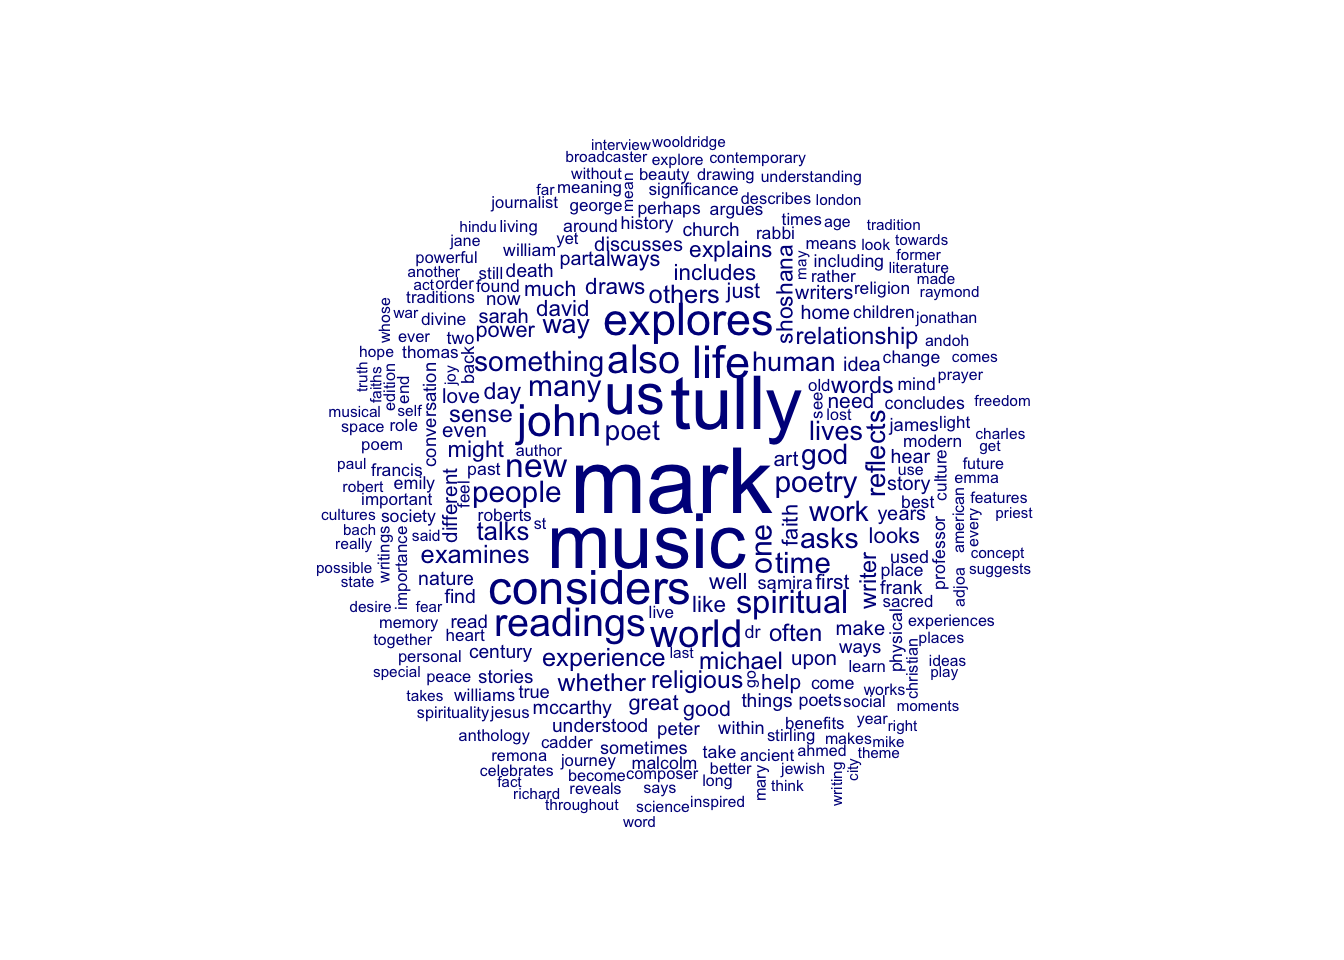 interview wooldridge
broadcaster explore contemporary
without beauty drawing understanding
far meaning mean significance
journalist george perhaps argues describes london
hindu living around history church rabbi times age tradition
jane william yet discusses explains shoshana means look towards
powerful part always may including former
another still death includes rather literature
act order found much draws others just writers religion made
traditions now raymond
whose war divine sarah david explores home children jonathan
ever two power way relationship andoh
hope thomas back something also life human idea change comes
truth faiths edition end joy love day many us tully old words mind prayer
musical self conversation sense john poet see need concludes freedom
space role even lost lives reflects james light charles
poem might author modern get
paul francis past new art god hear culture future
robert emily different feel people mark poetry use story emma
important best american features
cultures society roberts st music one faith work years every priest
bach writings said talks asks looks professor
really importance examines time writer used concept
possible nature well samira first place adjoa suggests
state find considers like spiritual frank
desire fear live sacred
memory read readings world dr often make physical experiences
together heart ways places
personal century experience last michael upon learn christian ideas
special peace stories whether religious go help come play
takes williams true great things poets works social moments
spirituality jesus mccarthy good
anthology understood peter within benefits year right
cadder sometimes stirling makes mike
remona journey malcolm take ancient ahmed theme
celebrates become composer better mary jewish city
fact reveals says long think writing
richard
throughout science inspired
word